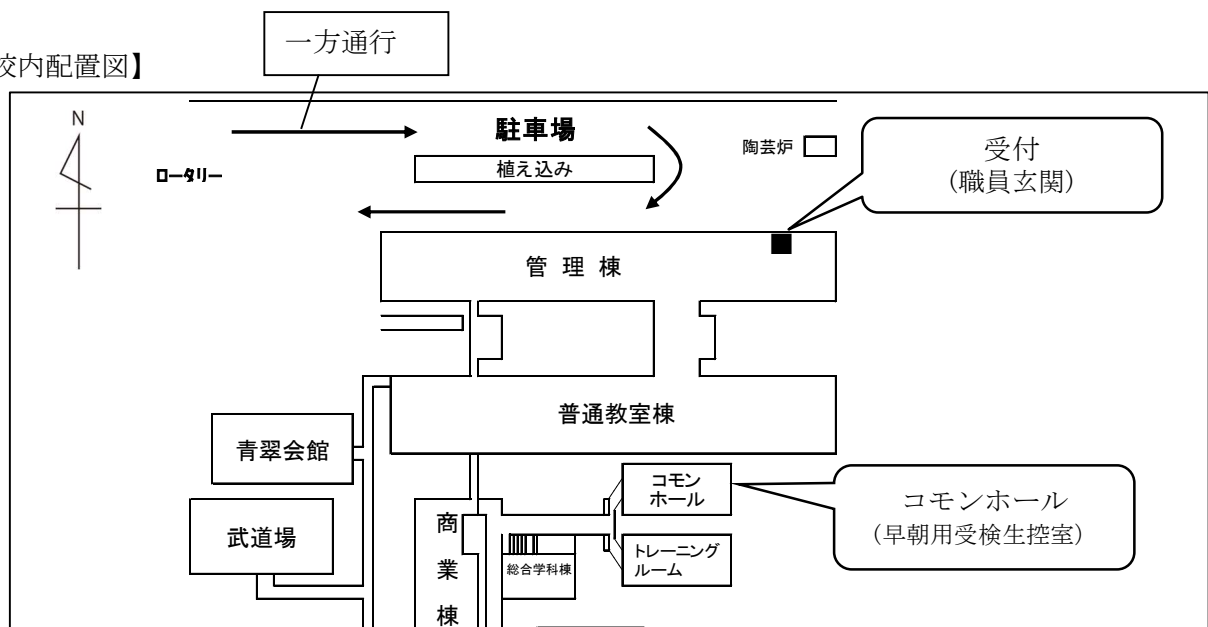 一方通行
校内配置図】
N
駐車場
陶芸炉
受付
（職員玄関）
ロータリー
植え込み
管理棟
普通教室棟
青翠会館
コモン
ホール
コモンホール
（早朝用受検生控室）
武道場
商業棟
トレーニング
ルーム
総合学科棟